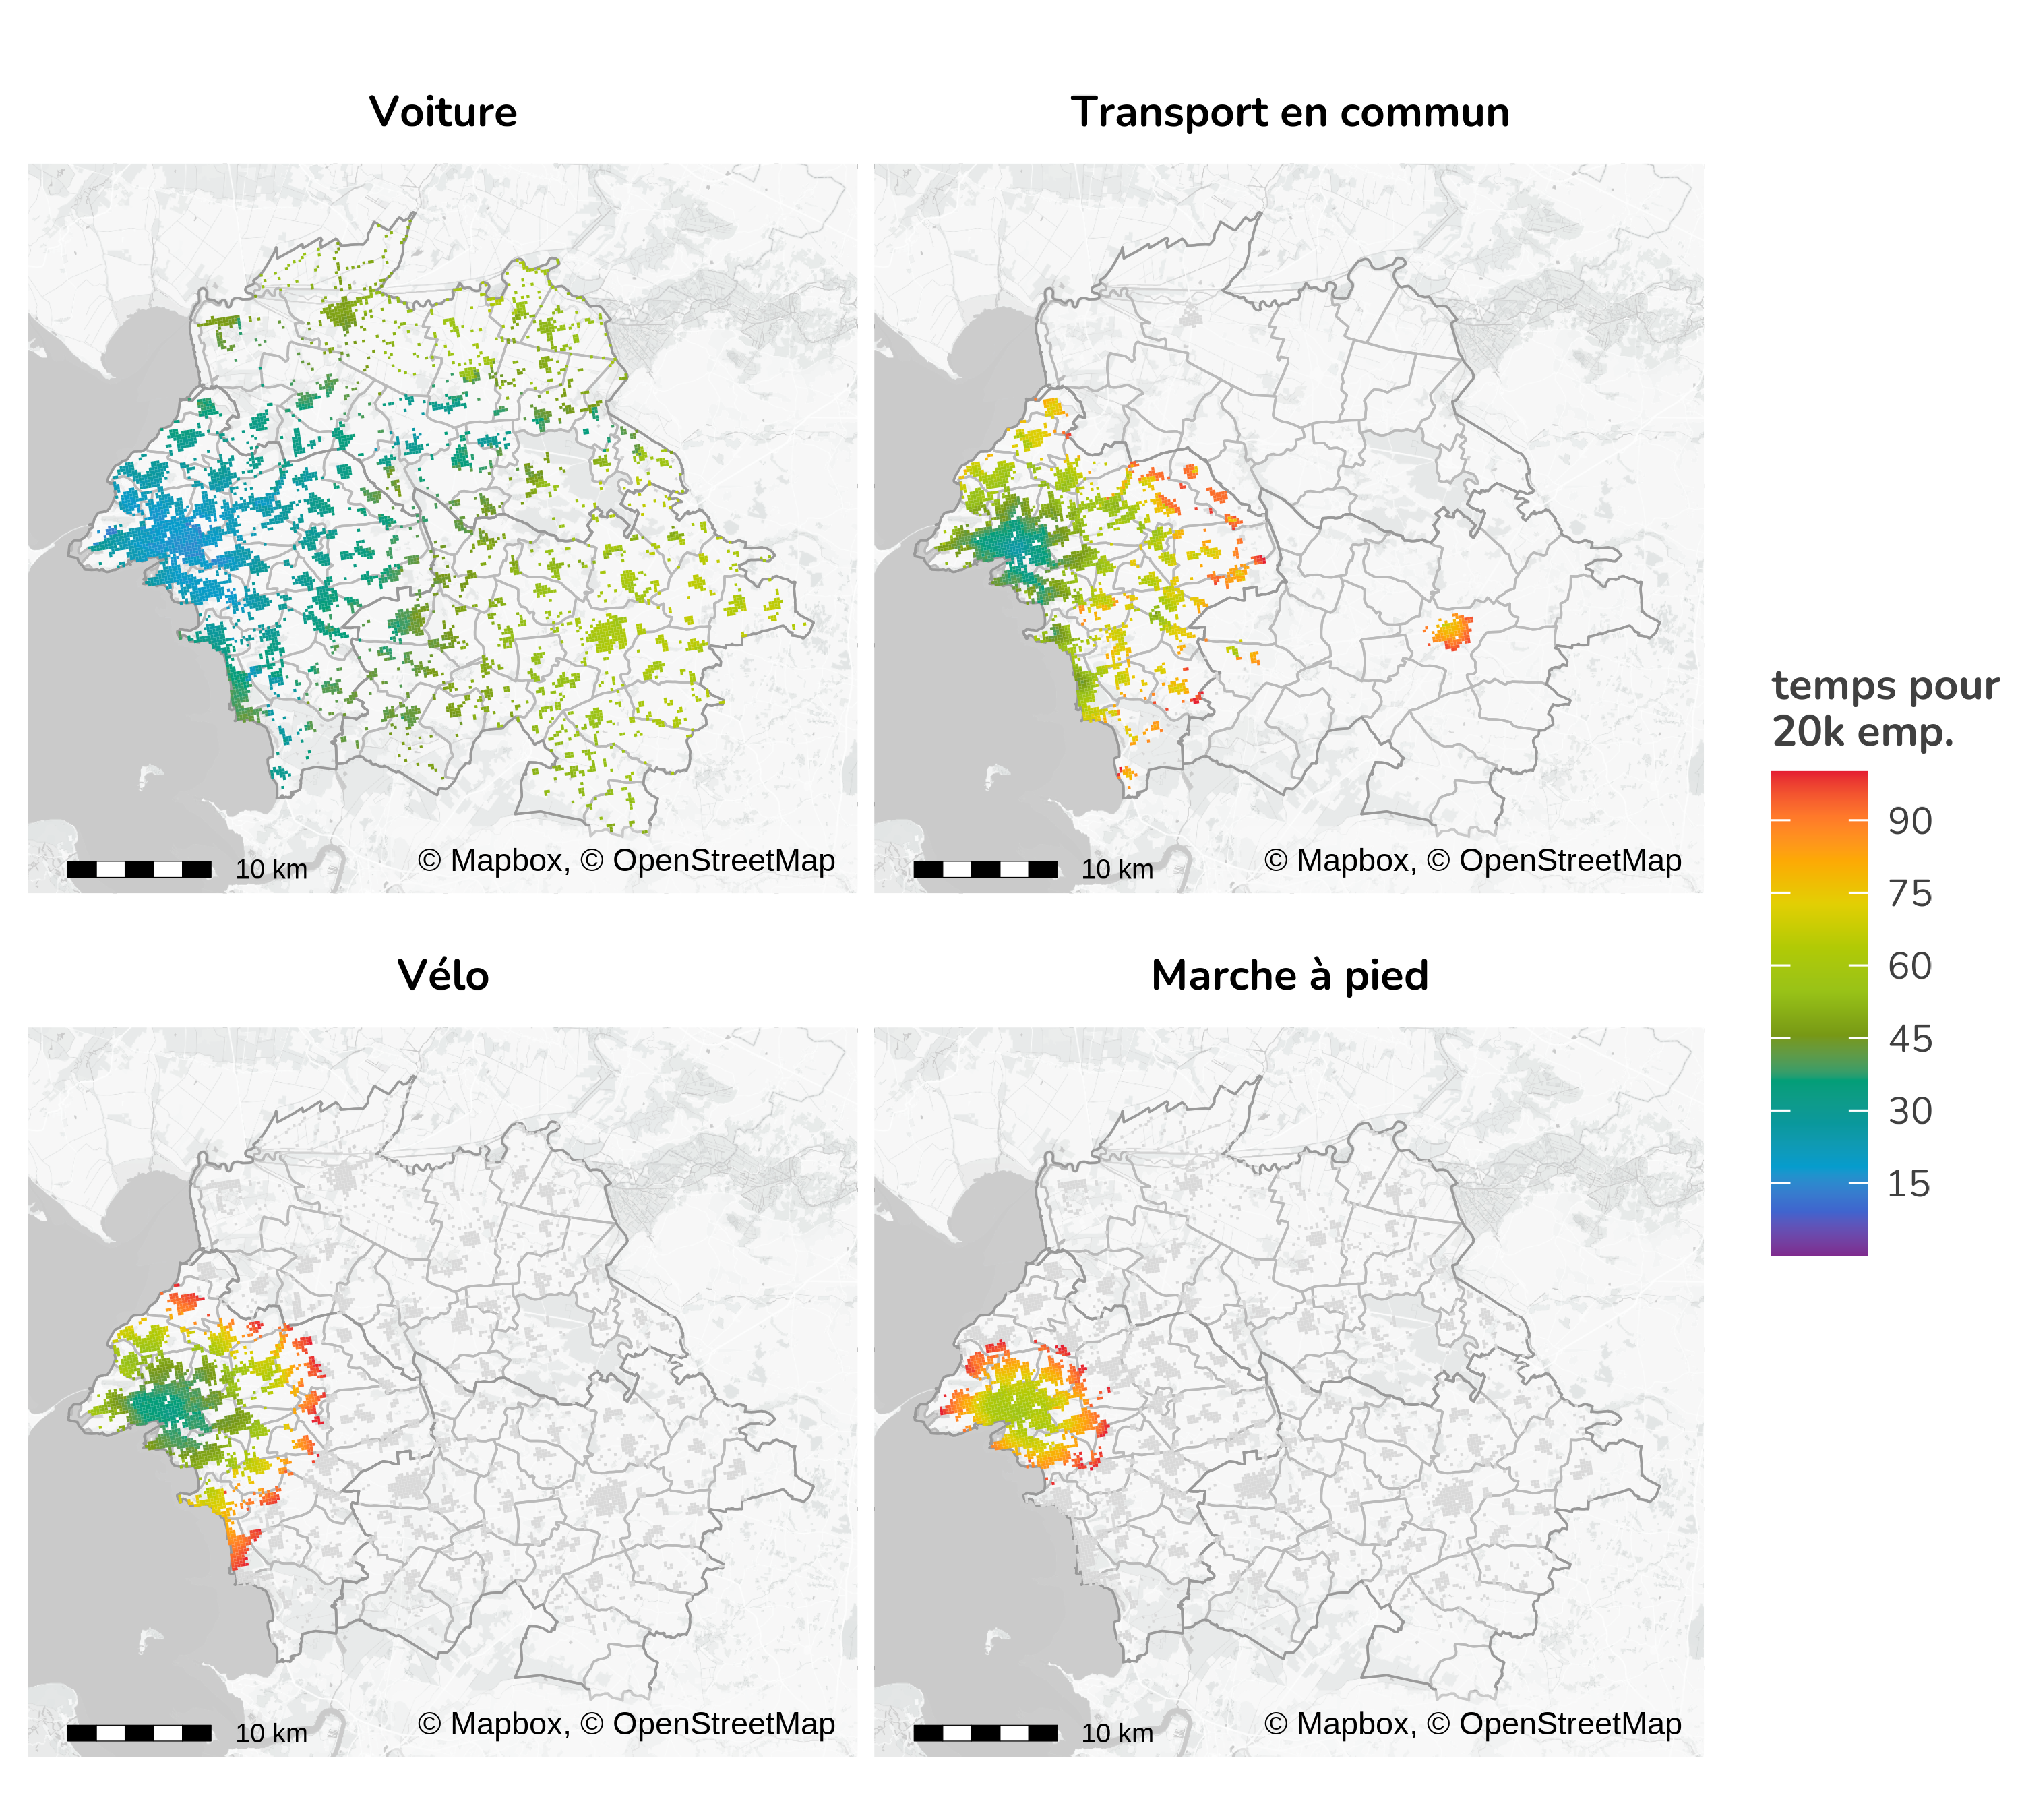 Voiture
Transport en commun
10 km
© Mapbox, © OpenStreetMap
10 km
© Mapbox, © OpenStreetMap
temps pour
20k emp.
90
75
60
45
30
15
Vélo
Marche à pied
10 km
© Mapbox, © OpenStreetMap
10 km
© Mapbox, © OpenStreetMap